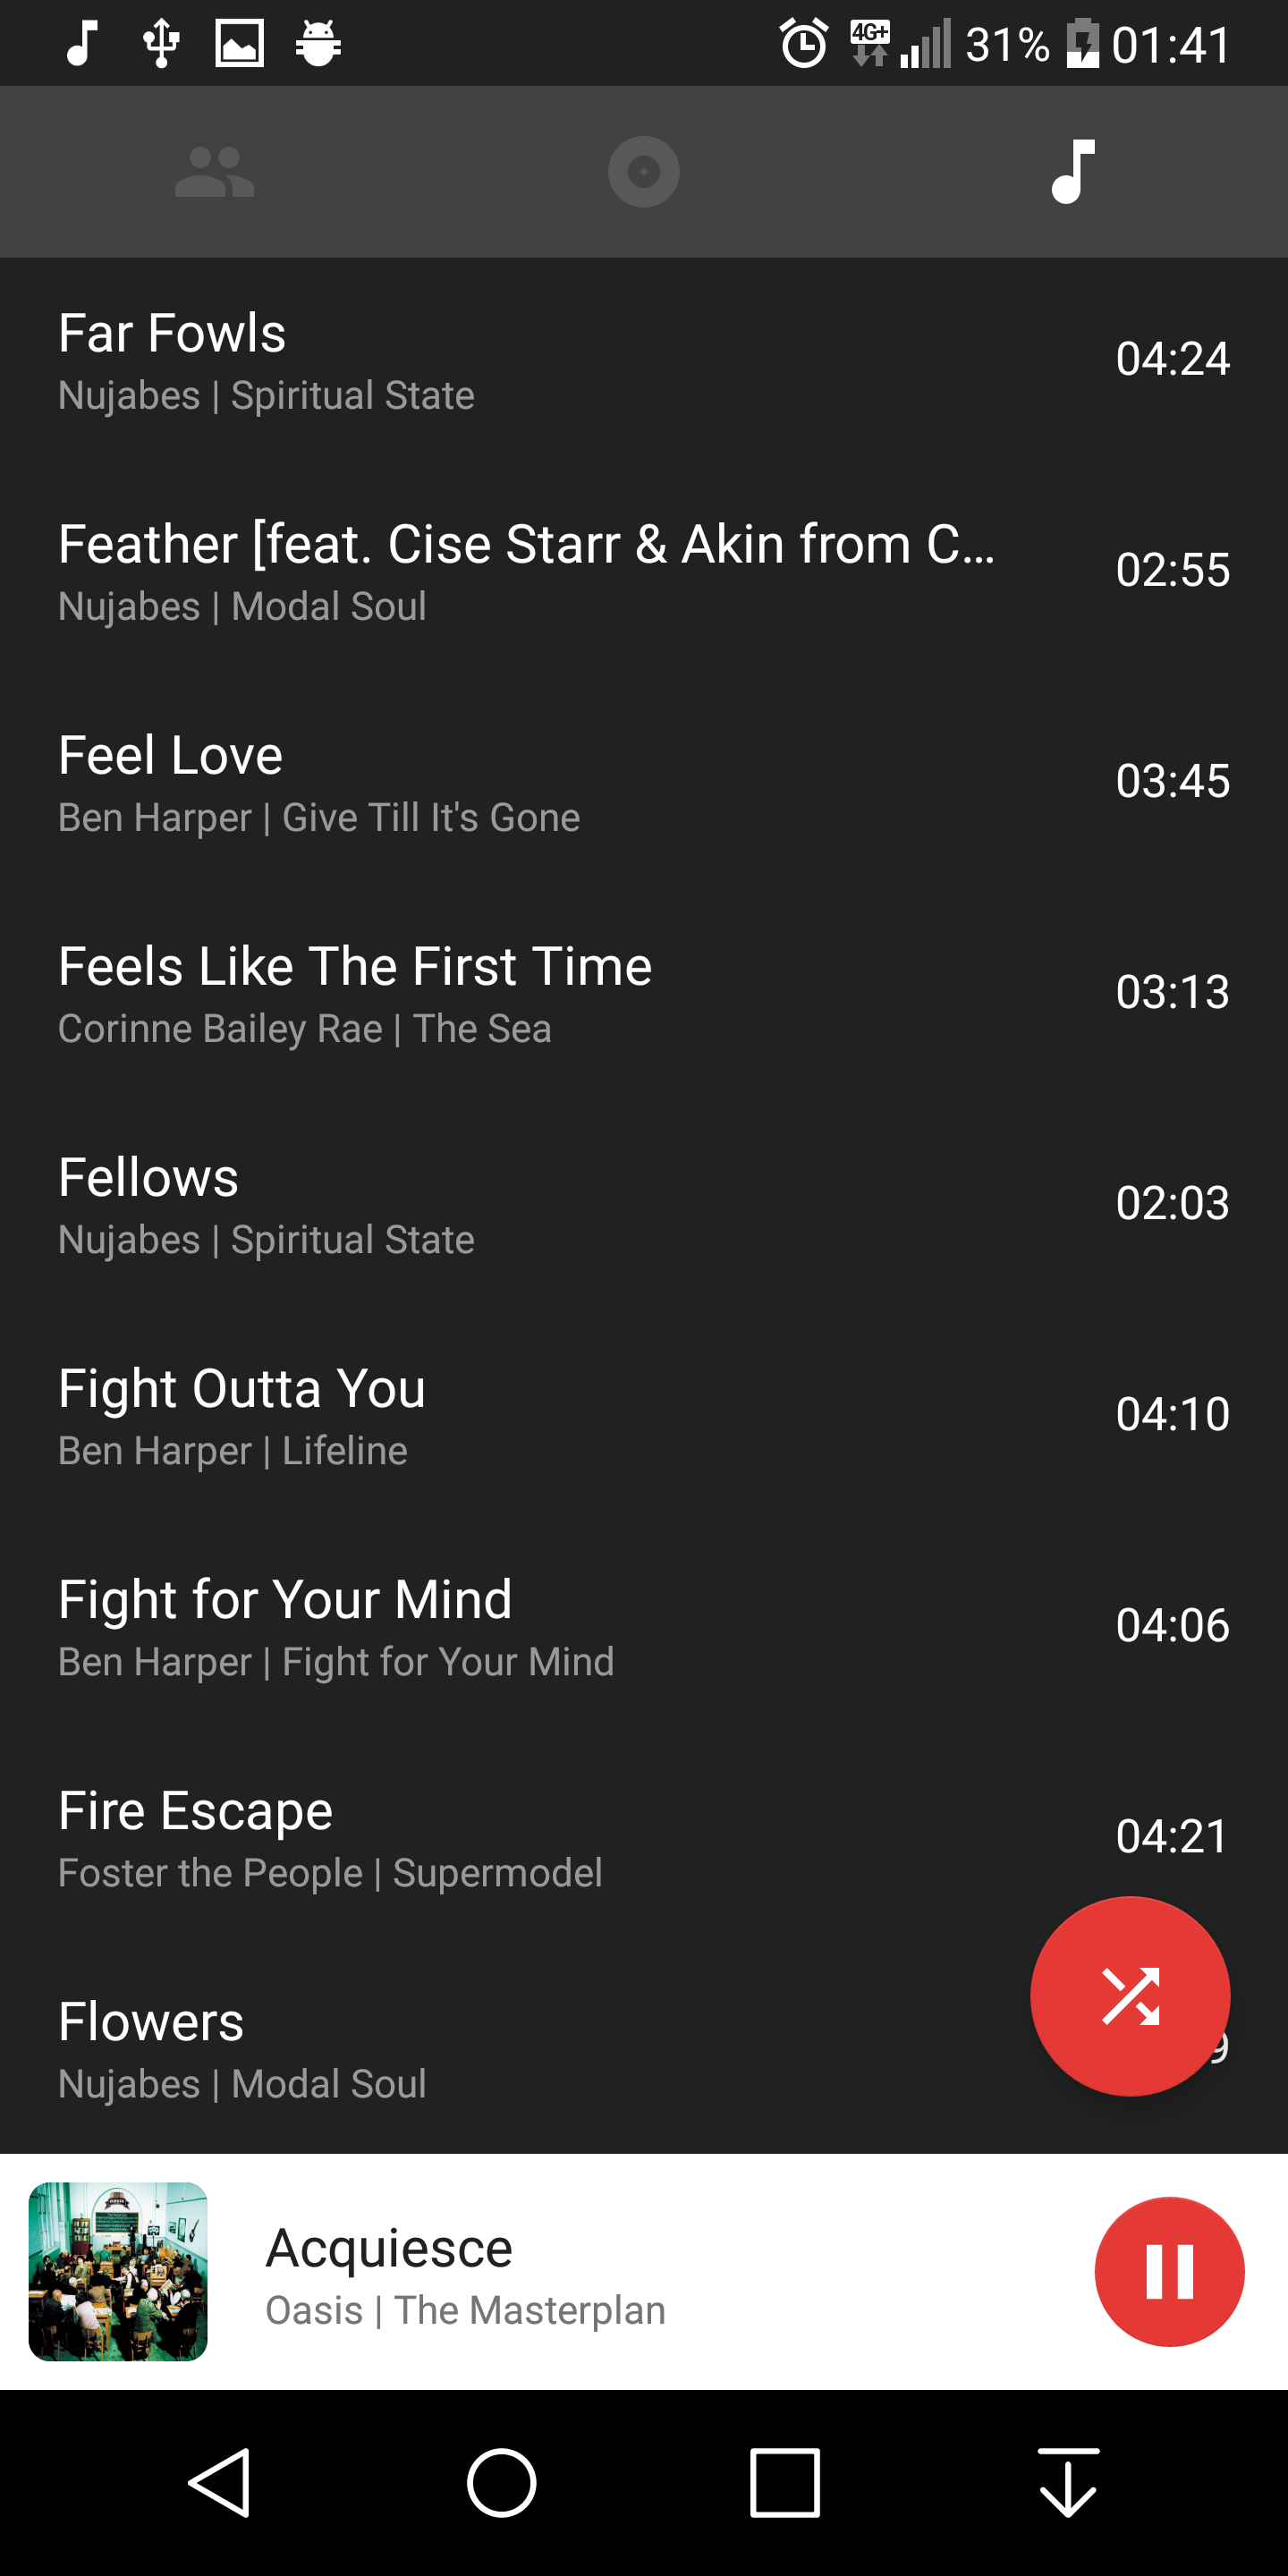 4G+ 31% 01:41
Far Fowls
Nujabes | Spiritual State
04:24
Feather [feat. Cise Starr & Akin from C...
Nujabes | Modal Soul
02:55
Feel Love
Ben Harper | Give Till It's Gone
03:45
Feels Like The First Time
Corinne Bailey Rae | The Sea
03:13
Fellows
Nujabes | Spiritual State
02:03
Fight Outta You
Ben Harper | Lifeline
04:10
Fight for Your Mind
Ben Harper | Fight for Your Mind
04:06
Fire Escape
Foster the People | Supermodel
04:21
Flowers
Nujabes | Modal Soul
Acquiesce
Oasis | The Masterplan